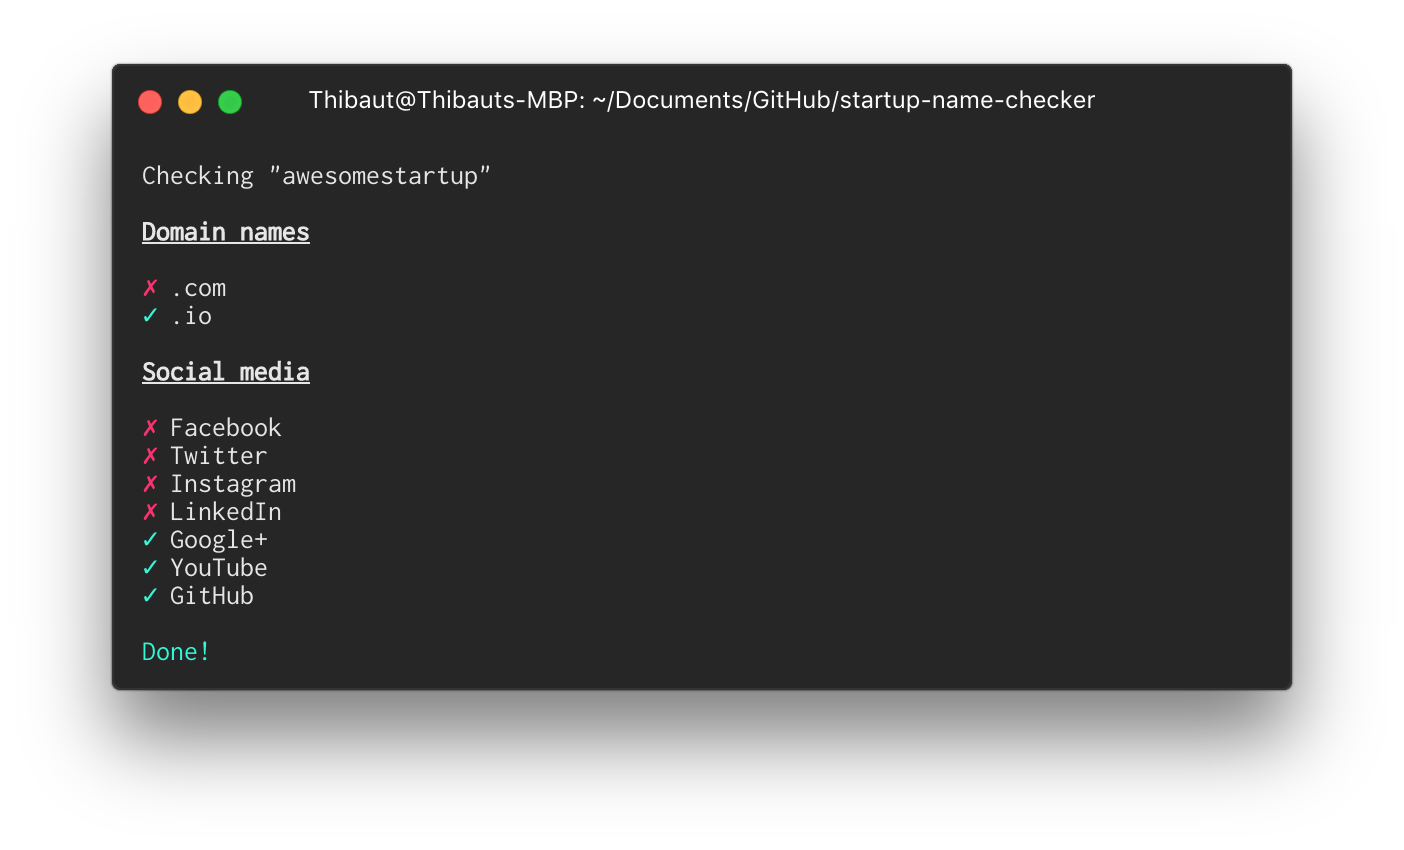 Thibaut@Thibauts-MBP: ~/Documents/GitHub/startup-name-checker
Checking "awesomestartup"
Domain names
✗ .com
✓ .io
Social media
✗ Facebook
✗ Twitter
✗ Instagram
✗ LinkedIn
✓ Google+
✓ YouTube
✓ GitHub
Done!